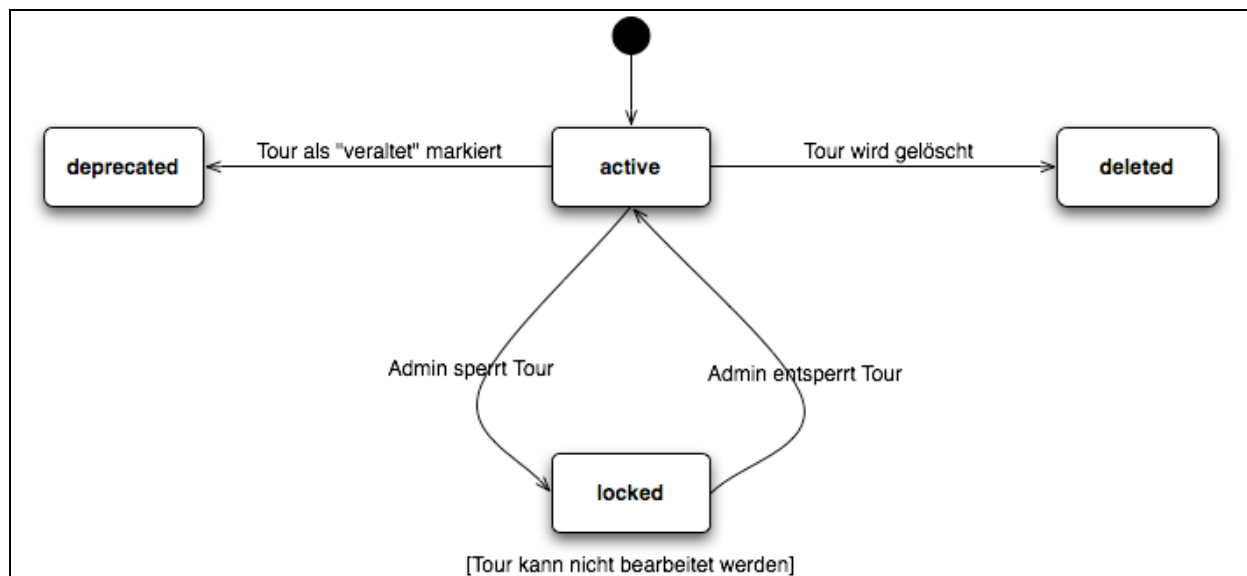 Tour als "veraltet" markiert
Tour wird gelöscht
deprecated
active
deleted
Admin sperrt Tour
Admin entsperrt Tour
locked
[Tour kann nicht bearbeitet werden]